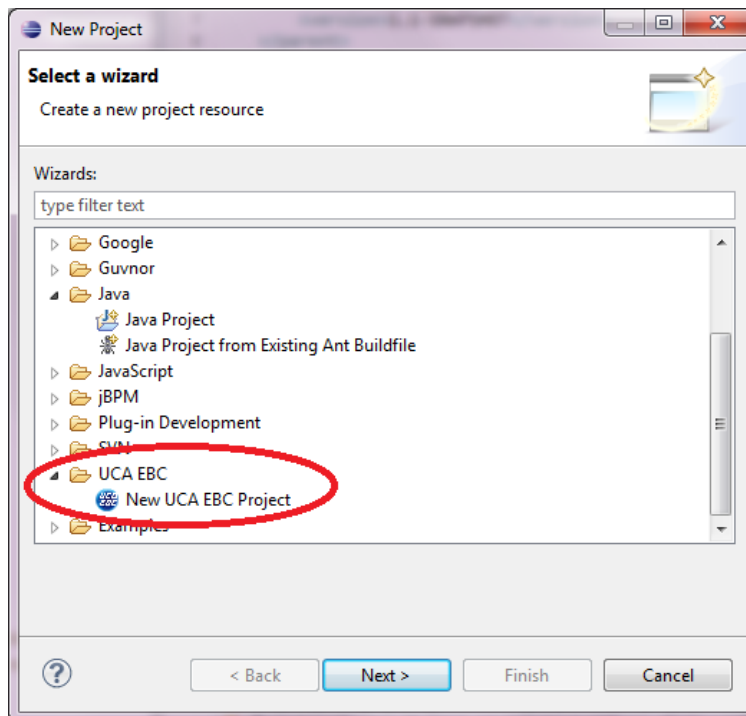 New Project
Select a wizard
Create a new project resource
Wizards:
type filter text
Google
Guvnor
Java
Java Project
Java Project from Existing Ant Buildfile
JavaScript
jBPM
Plug-in Development
SVN
UCA EBC
New UCA EBC Project
Examples
?
< Back
Next >
Finish
Cancel